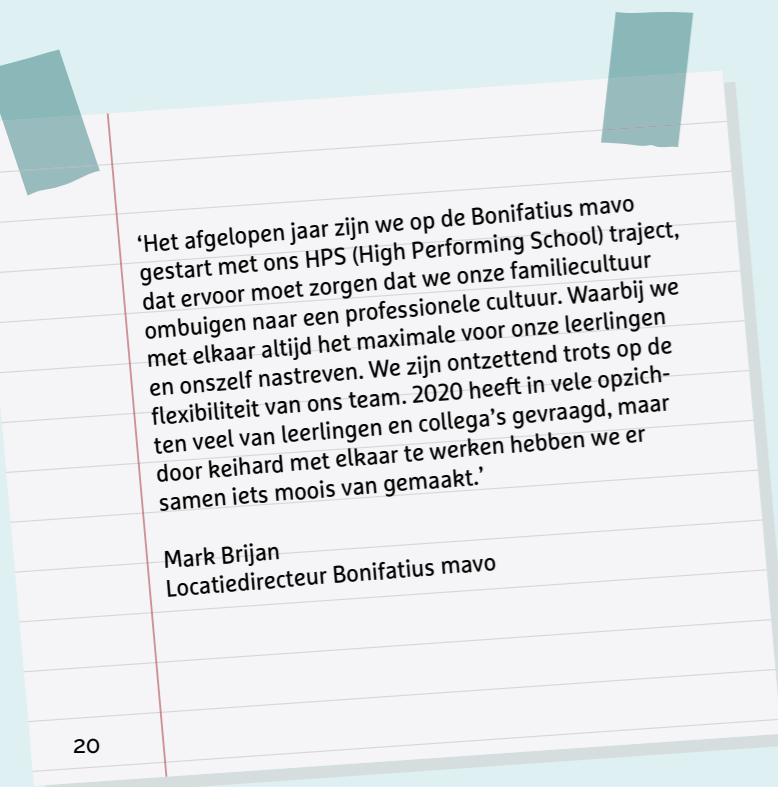 ‘Het afgelopen jaar zijn we op de Bonifatius mavo
gestart met ons HPS (High Performing School) traject,
dat ervoor moet zorgen dat we onze familiecultuur
ombuigen naar een professionele cultuur. Waarbij we
met elkaar altijd het maximale voor onze leerlingen
en onszelf nastreven. We zijn ontzettend trots op de
flexibiliteit van ons team. 2020 heeft in vele opzich-
ten veel van leerlingen en collega’s gevraagd, maar
door keihard met elkaar te werken hebben we er
samen iets moois van gemaakt.’
Mark Brijan
Locatiedirecteur Bonifatius mavo
20